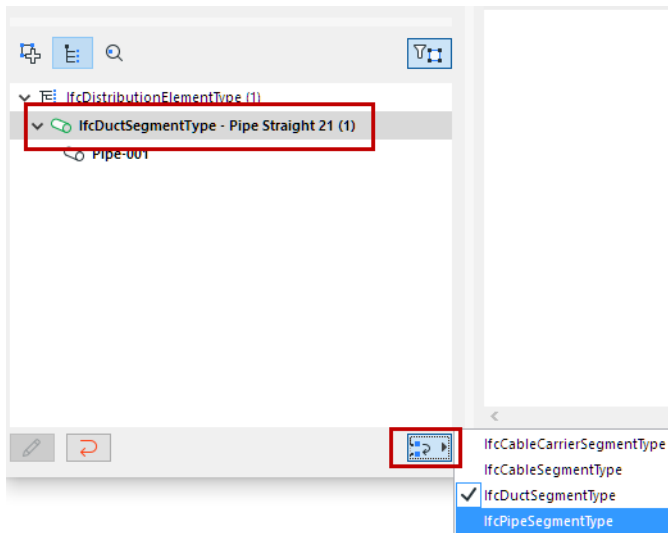 IfcDistributionElementType (1)
IfcDuctSegmentType - Pipe Straight 21 (1)
Pipe-001
IfcCableCarrierSegmentType
IfcCableSegmentType
IfcDuctSegmentType
IfcPipeSegmentType